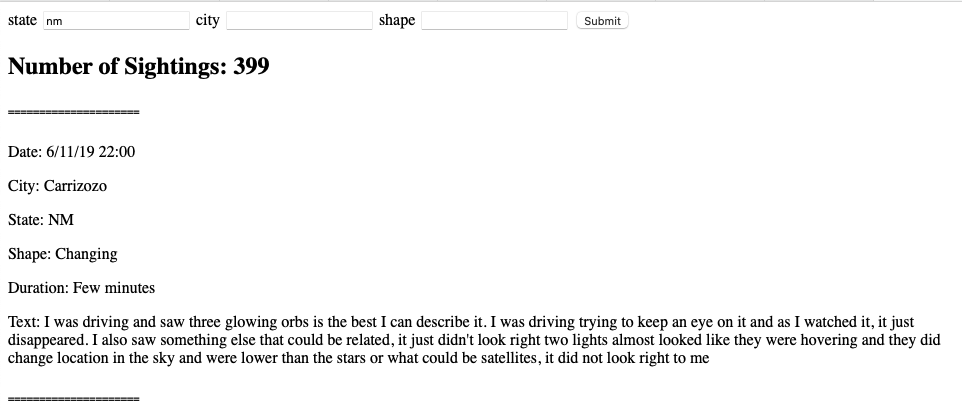 state nm city shape Submit
Number of Sightings: 399
=====================
Date: 6/11/19 22:00
City: Carrizozo
State: NM
Shape: Changing
Duration: Few minutes
Text: I was driving and saw three glowing orbs is the best I can describe it. I was driving trying to keep an eye on it and as I watched it, it just
disappeared. I also saw something else that could be related, it just didn't look right two lights almost looked like they were hovering and they did
change location in the sky and were lower than the stars or what could be satellites, it did not look right to me
=====================